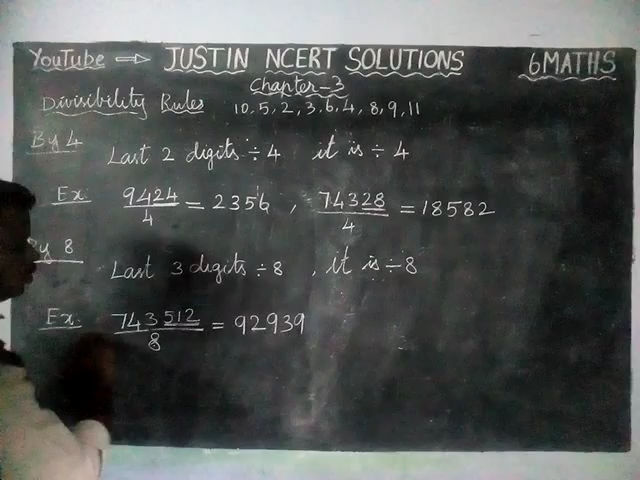 YouTube ⇒ JUSTIN NCERT SOLUTIONS 6MATHS
Chapter-3
Divisibility Rules 10, 5, 2, 3, 6, 4, 8, 9, 11
By 4
Last 2 digits ÷ 4 it is ÷ 4
Ex: 9424/4 = 2356 , 74328/4 = 18582
By 8
Last 3 digits ÷ 8 , it is ÷ 8
Ex: 743512/8 = 92939